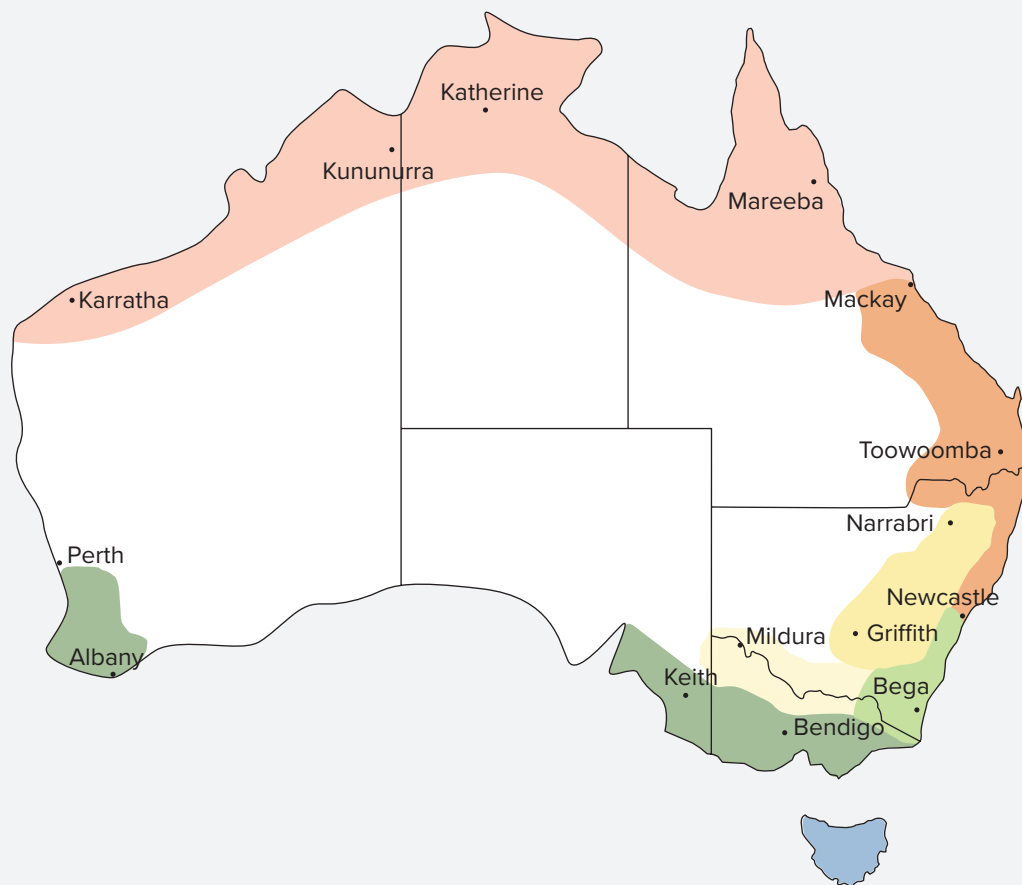 Katherine
Kununurra
Mareeba
Karratha
Mackay
Toowoomba
Narrabri
Perth
Newcastle
Mildura
Griffith
Albany
Keith
Bega
Bendigo